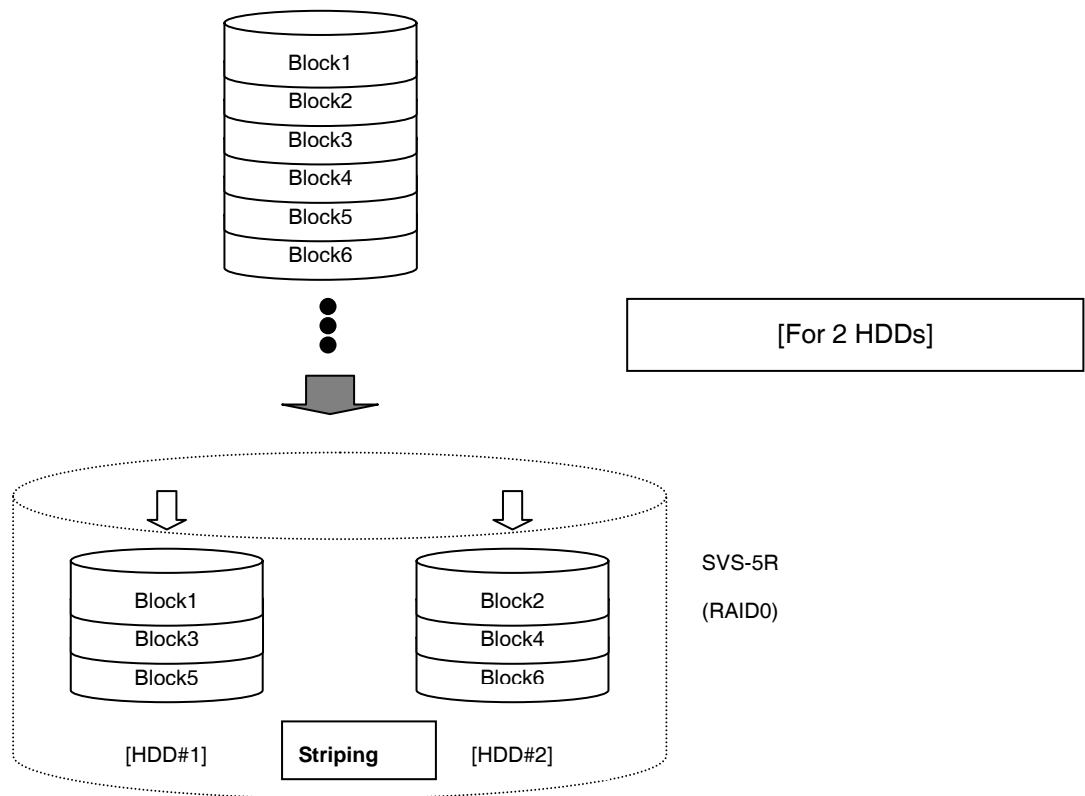 Block1
Block2
Block3
Block4
Block5
Block6
[For 2 HDDs]
SVS-5R
(RAID0)
Block1
Block3
Block5
Block2
Block4
Block6
[HDD#1]
Striping
[HDD#2]